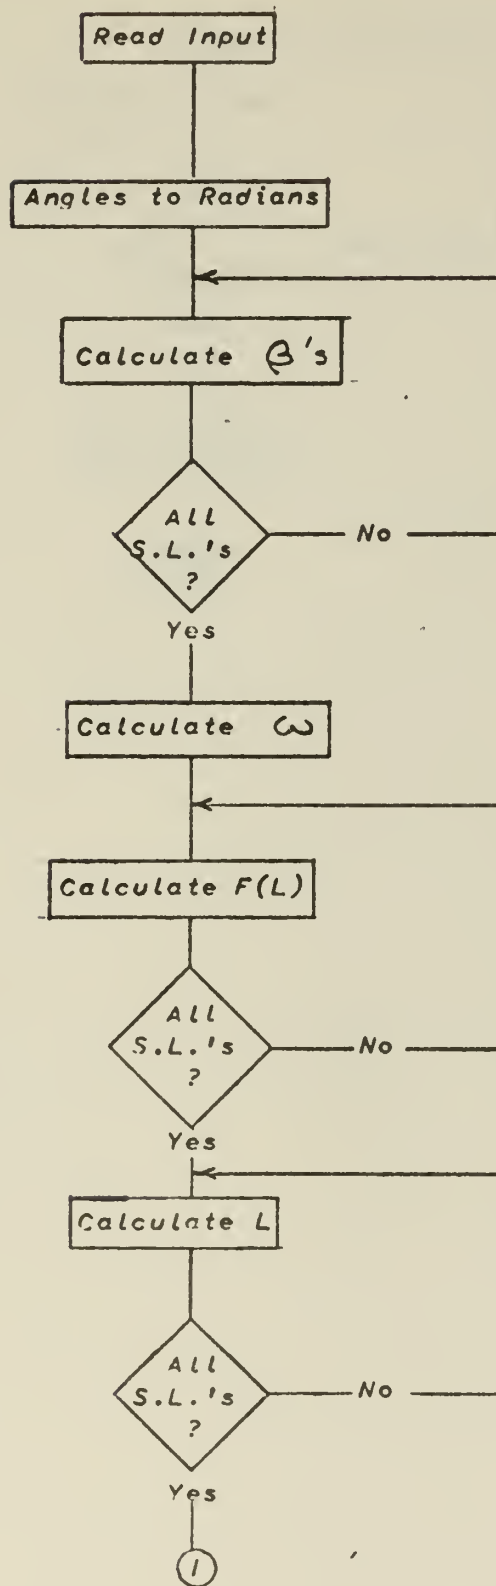 Read Input
Angles to Radians
Calculate β's
All
S.L.'s
?
No
Yes
Calculate ω
Calculate F(L)
All
S.L.'s
?
No
Yes
Calculate L
All
S.L.'s
?
No
Yes
1